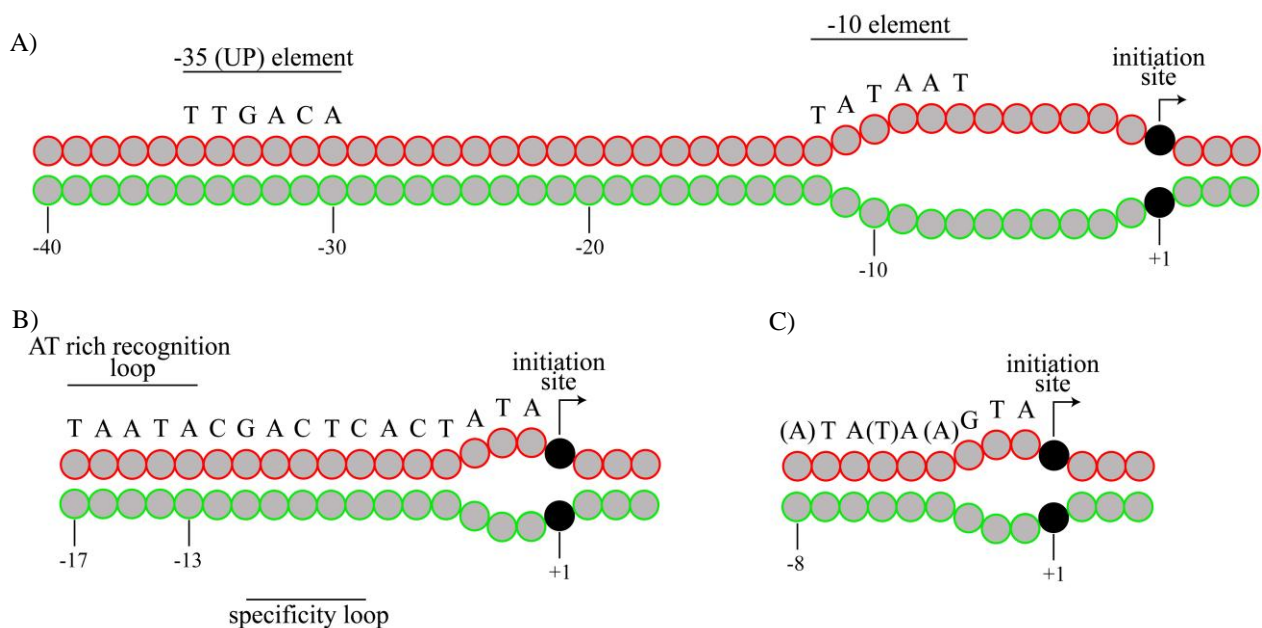 A)
-35 (UP) element
-10 element
initiation
site
T T G A C A
T A T A A T
-40
-30
-20
-10
+1
B)
AT rich recognition
loop
initiation
site
T A A T A C G A C T C A C T A T A
-17
-13
+1
specificity loop
C)
initiation
site
(A) T A (T) A (A) G T A
-8
+1